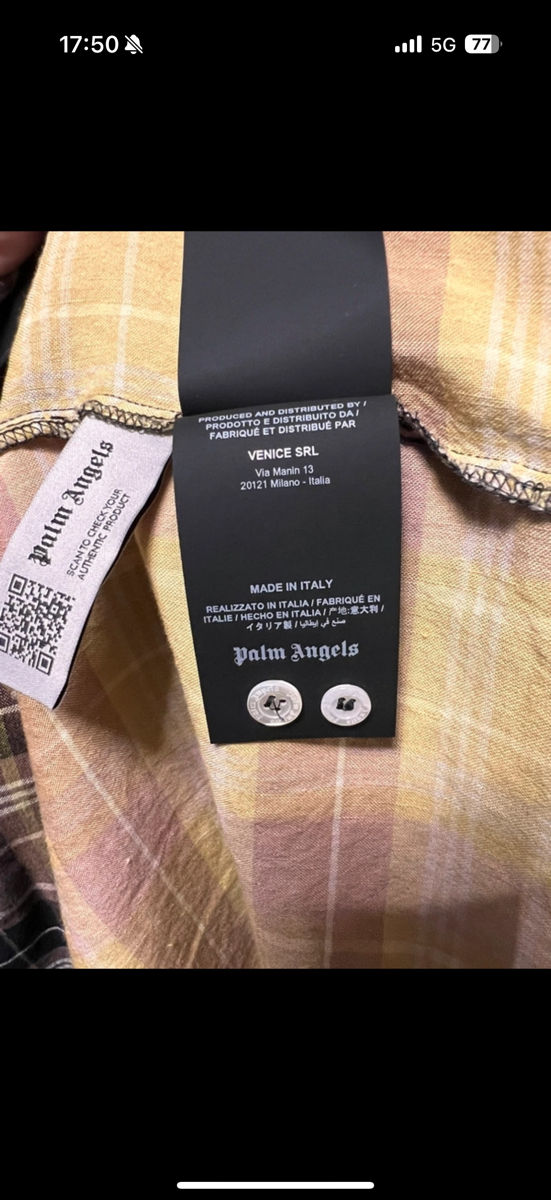 17:50
5G 77
Palm Angels
SCAN TO CHECK YOUR
AUTHENTIC PRODUCT
PRODUCED AND DISTRIBUTED BY /
PRODOTTO E DISTRIBUITO DA /
FABRIQUÉ ET DISTRIBUÉ PAR
VENICE SRL
Via Manin 13
20121 Milano - Italia
MADE IN ITALY
REALIZZATO IN ITALIA / FABRIQUÉ EN
ITALIE / HECHO EN ITALIA / 产地:意大利 /
イタリア製 / صنع في إيطاليا
Palm Angels